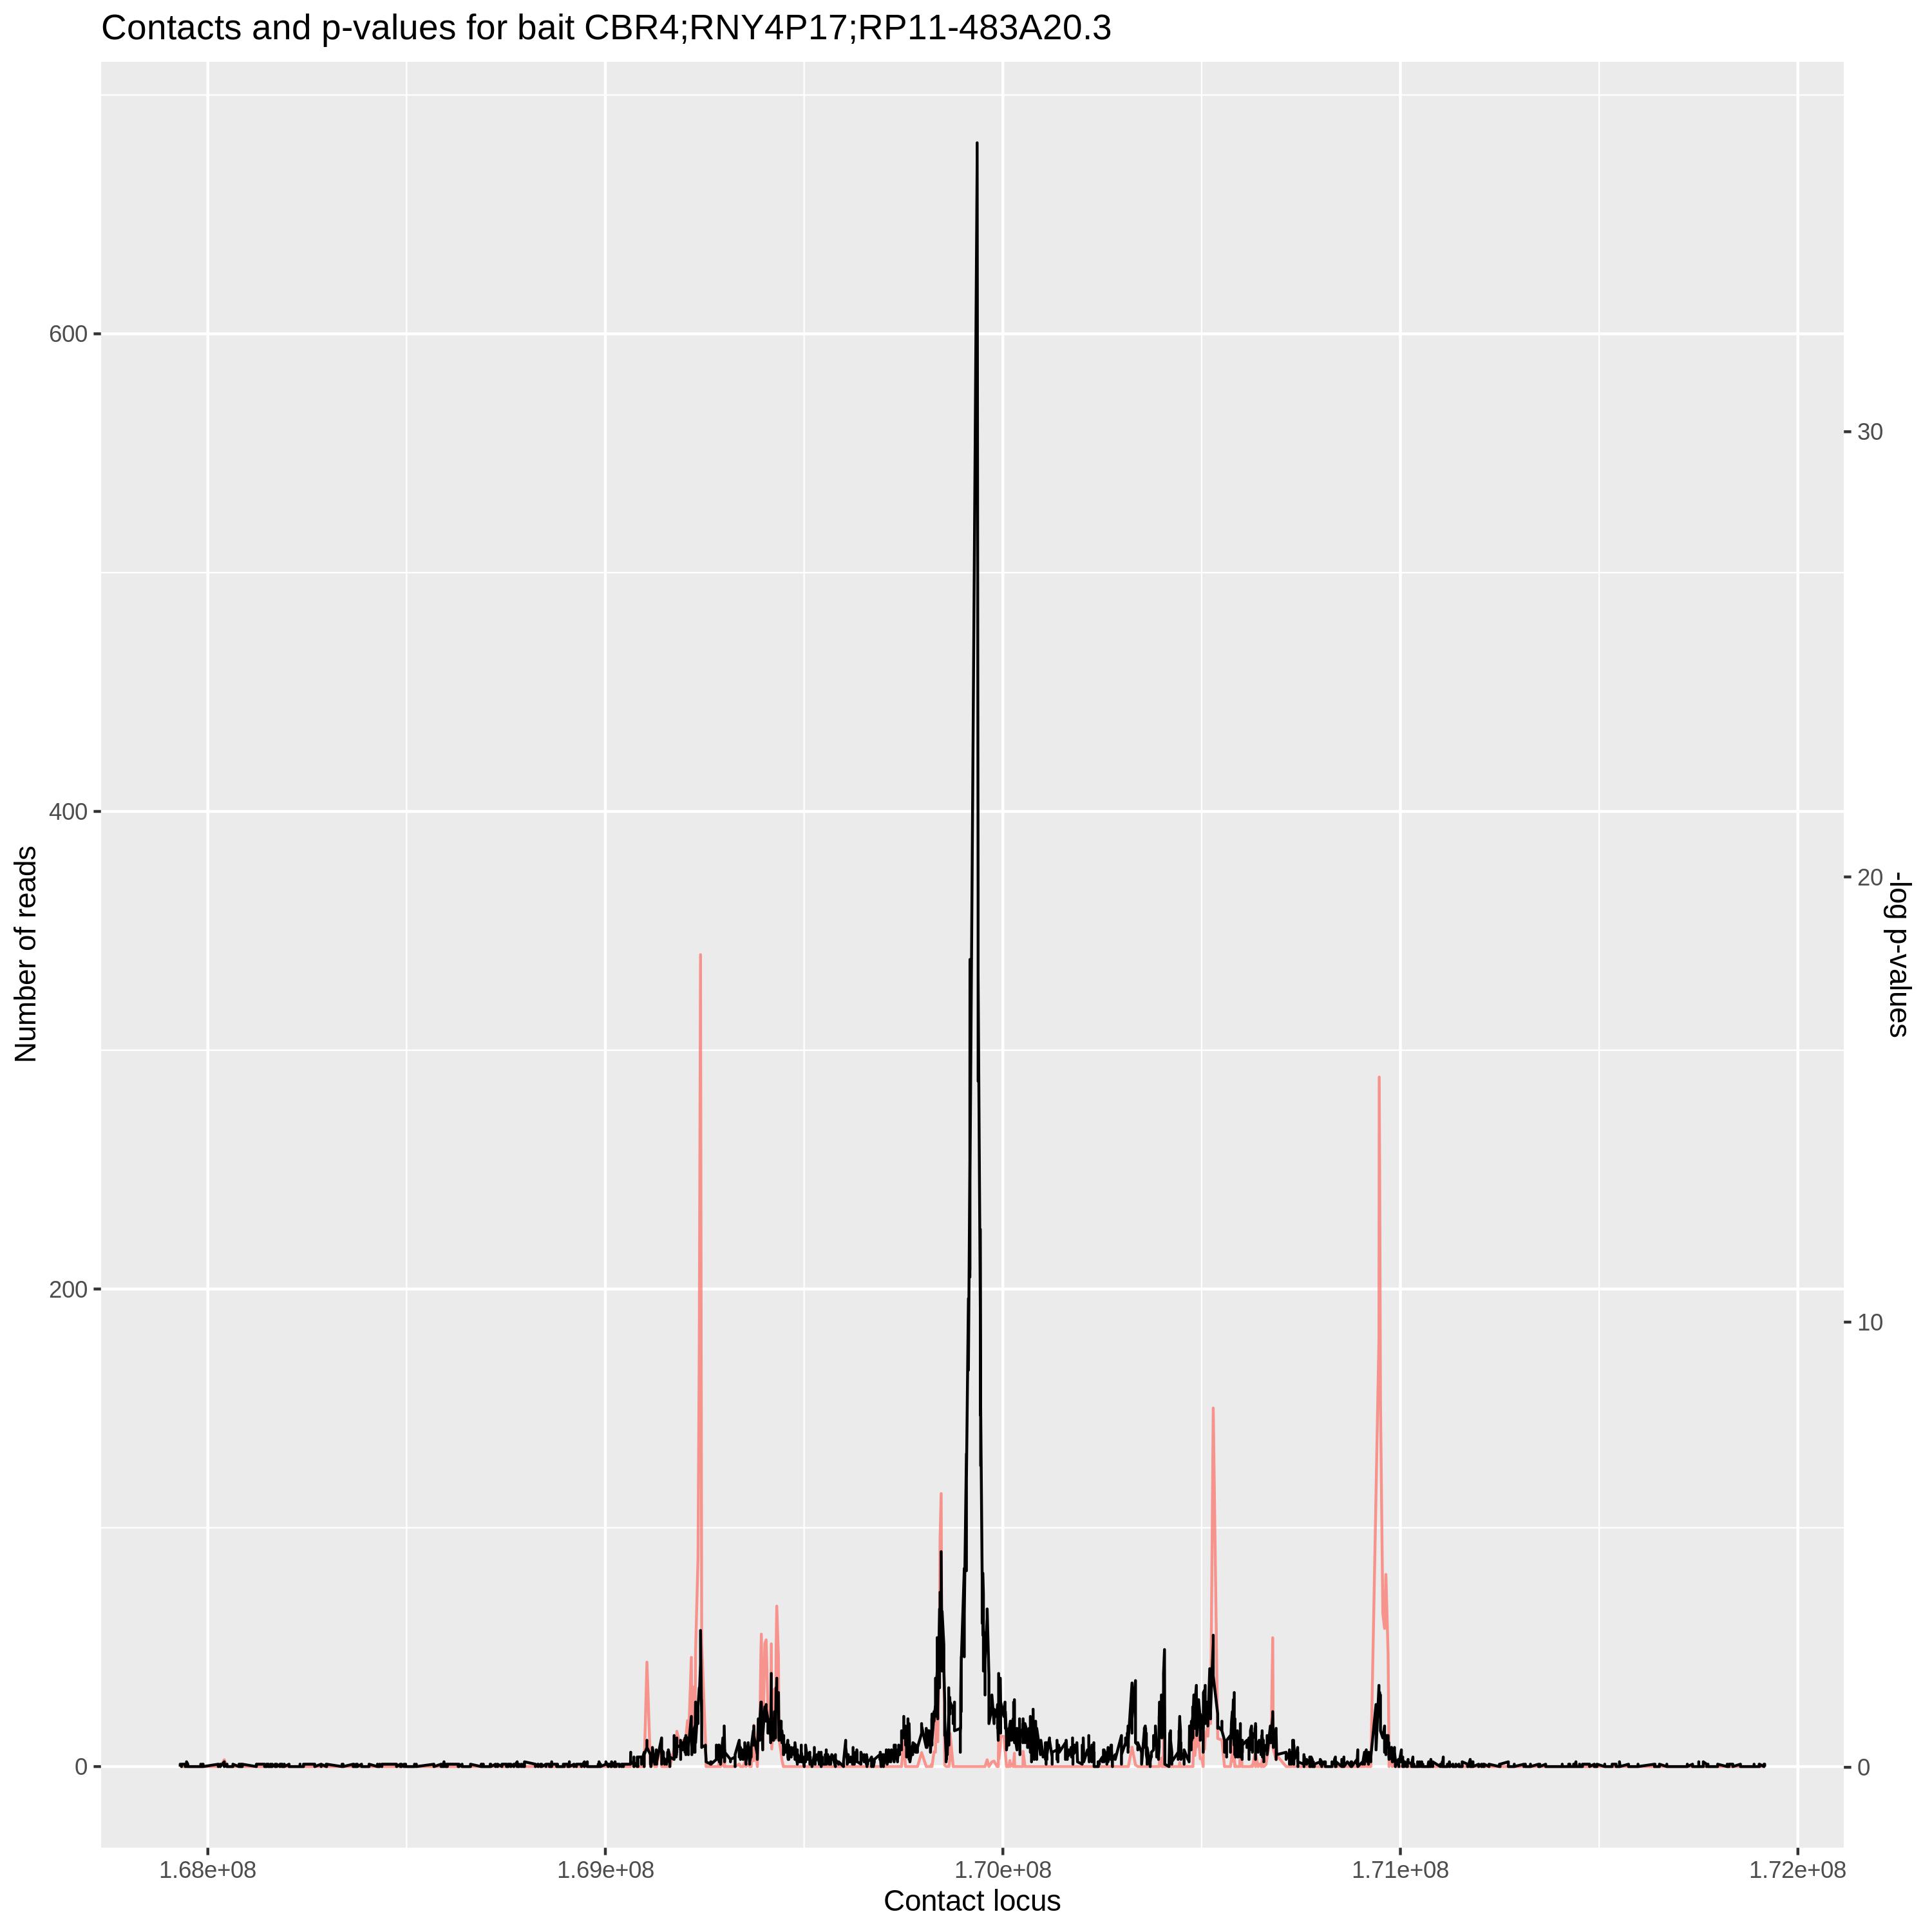 Contacts and p-values for bait CBR4;RNY4P17;RP11-483A20.3
600
400
200
0
Number of reads
30
20
10
0
-log p-values
1.68e+08
1.69e+08
1.70e+08
1.71e+08
1.72e+08
Contact locus